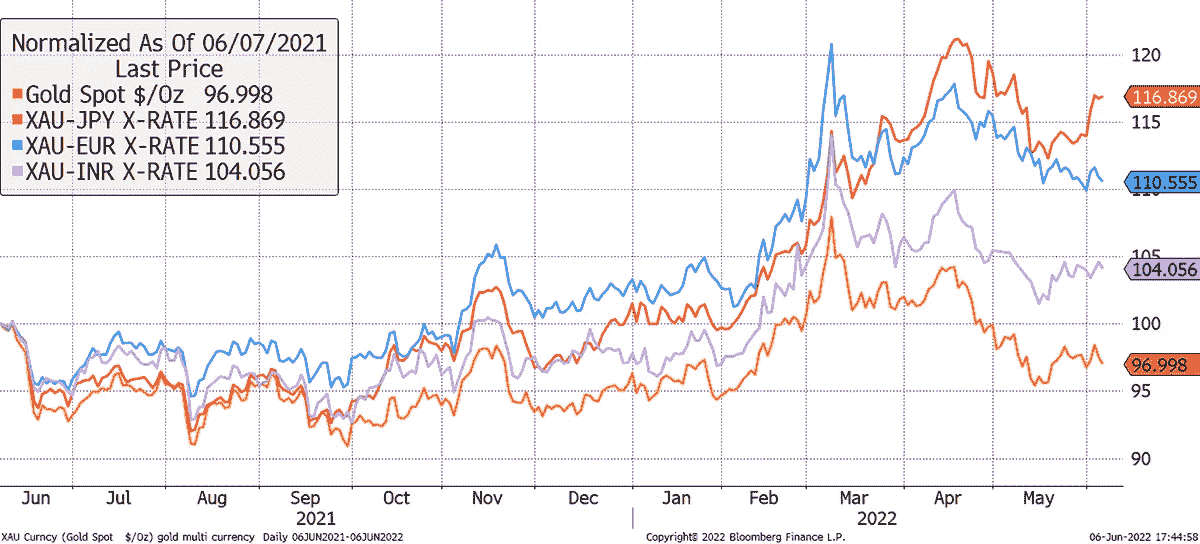 Normalized As Of 06/07/2021
Last Price
Gold Spot $/Oz 96.998
XAU-JPY X-RATE 116.869
XAU-EUR X-RATE 110.555
XAU-INR X-RATE 104.056
120
116.869
115
110.555
110
105
104.056
100
96.998
95
90
Jun Jul Aug Sep Oct Nov Dec Jan Feb Mar Apr May
2021 2022
XAU Curncy (Gold Spot $/Oz) gold multi currency Daily 06JUN2021-06JUN2022 Copyright© 2022 Bloomberg Finance L.P. 06-Jun-2022 17:44:58